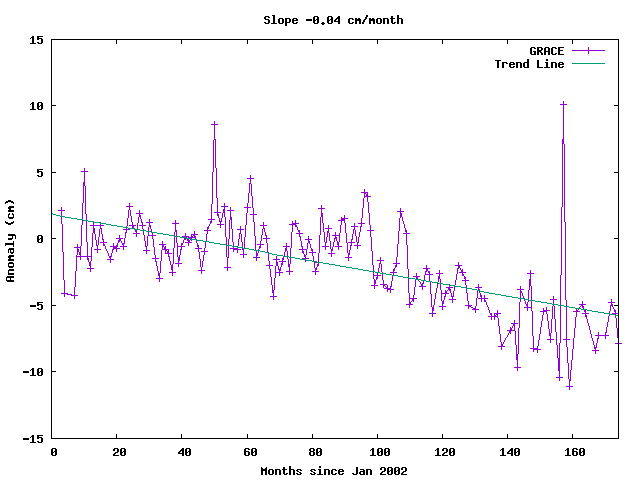 Slope -0.04 cm/month
GRACE
Trend Line
15
10
5
0
-5
-10
-15
Anomaly (cm)
0 20 40 60 80 100 120 140 160
Months since Jan 2002